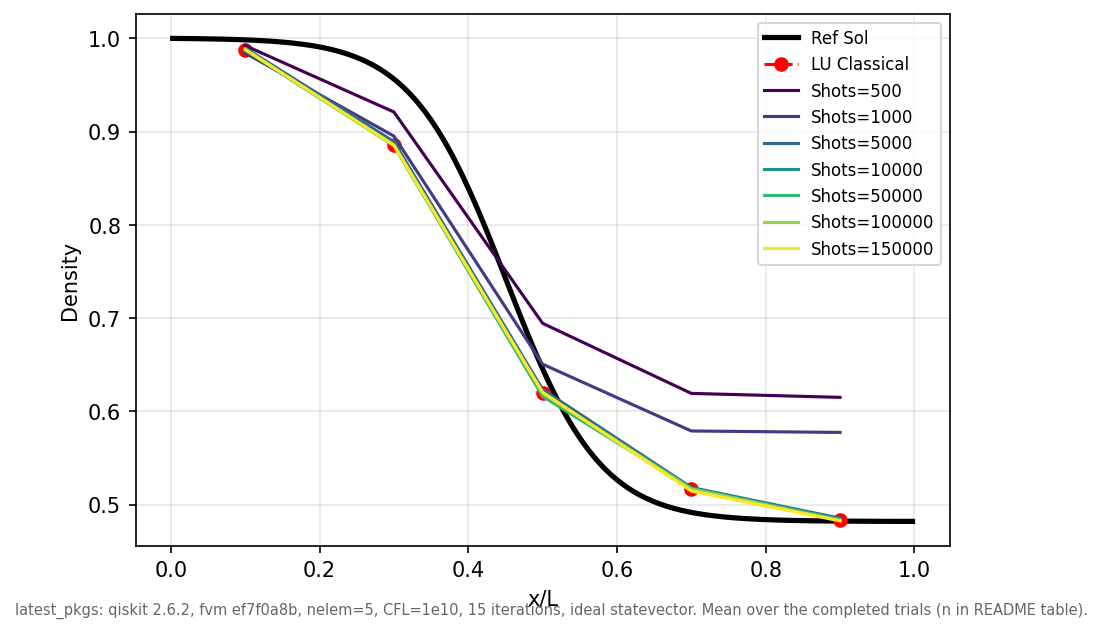 1.0
0.9
0.8
0.7
0.6
0.5
Density
Ref Sol
LU Classical
Shots=500
Shots=1000
Shots=5000
Shots=10000
Shots=50000
Shots=100000
Shots=150000
0.0 0.2 0.4 0.6 0.8 1.0
x/L
latest_pkgs: qiskit 2.6.2, fvm ef7f0a8b, nelem=5, CFL=1e10, 15 iterations, ideal statevector. Mean over the completed trials (n in README table).